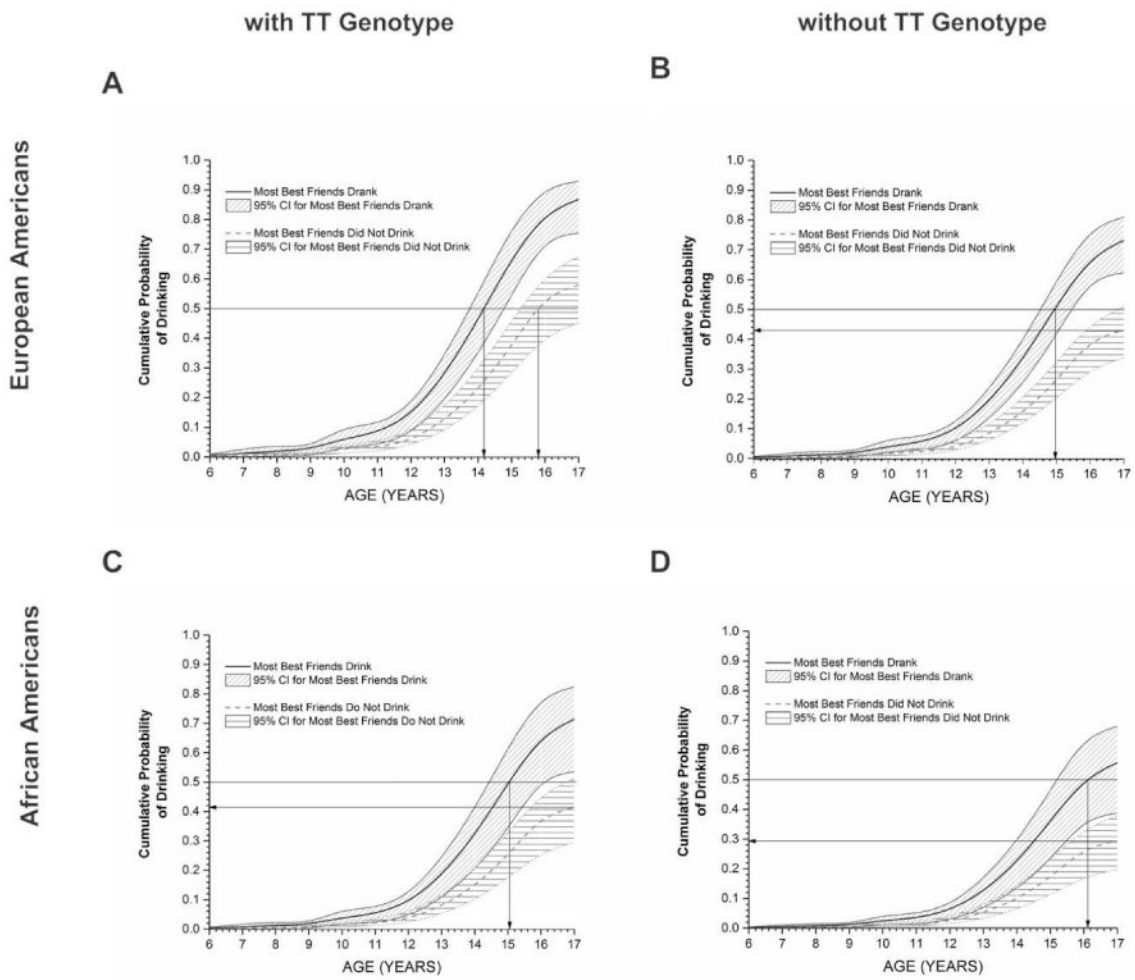 with TT Genotype
without TT Genotype
European Americans
African Americans
A
1.0
0.9
0.8
0.7
0.6
0.5
0.4
0.3
0.2
0.1
0.0
Cumulative Probability
of Drinking
Most Best Friends Drank
95% CI for Most Best Friends Drank
Most Best Friends Did Not Drink
95% CI for Most Best Friends Did Not Drink
6 7 8 9 10 11 12 13 14 15 16 17
AGE (YEARS)
B
1.0
0.9
0.8
0.7
0.6
0.5
0.4
0.3
0.2
0.1
0.0
Cumulative Probability
of Drinking
Most Best Friends Drank
95% CI for Most Best Friends Drank
Most Best Friends Did Not Drink
95% CI for Most Best Friends Did Not Drink
6 7 8 9 10 11 12 13 14 15 16 17
AGE (YEARS)
C
1.0
0.9
0.8
0.7
0.6
0.5
0.4
0.3
0.2
0.1
0.0
Cumulative Probability
of Drinking
Most Best Friends Drink
95% CI for Most Best Friends Drink
Most Best Friends Do Not Drink
95% CI for Most Best Friends Do Not Drink
6 7 8 9 10 11 12 13 14 15 16 17
AGE (YEARS)
D
1.0
0.9
0.8
0.7
0.6
0.5
0.4
0.3
0.2
0.1
0.0
Cumulative Probability
of Drinking
Most Best Friends Drank
95% CI for Most Best Friends Drank
Most Best Friends Did Not Drink
95% CI for Most Best Friends Did Not Drink
6 7 8 9 10 11 12 13 14 15 16 17
AGE (YEARS)